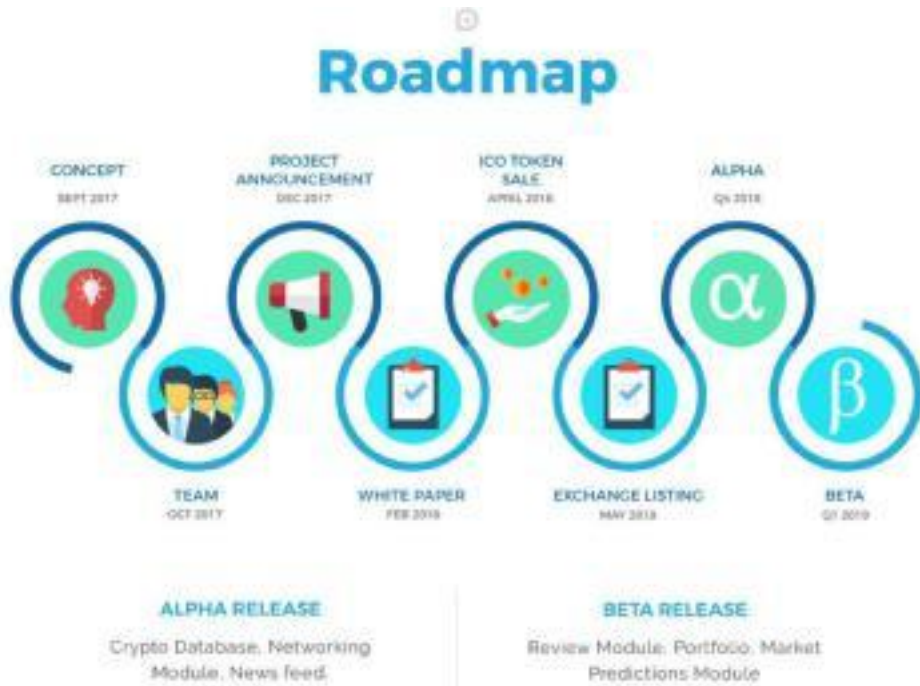 Roadmap
CONCEPT
SEPT 2017
PROJECT
ANNOUNCEMENT
DEC 2017
ICO TOKEN
SALE
APRIL 2018
ALPHA
Q4 2018
α
β
TEAM
OCT 2017
WHITE PAPER
FEB 2018
EXCHANGE LISTING
MAY 2018
BETA
Q1 2019
ALPHA RELEASE
Crypto Database, Networking
Module, News feed.
BETA RELEASE
Review Module, Portfolio, Market
Predictions Module